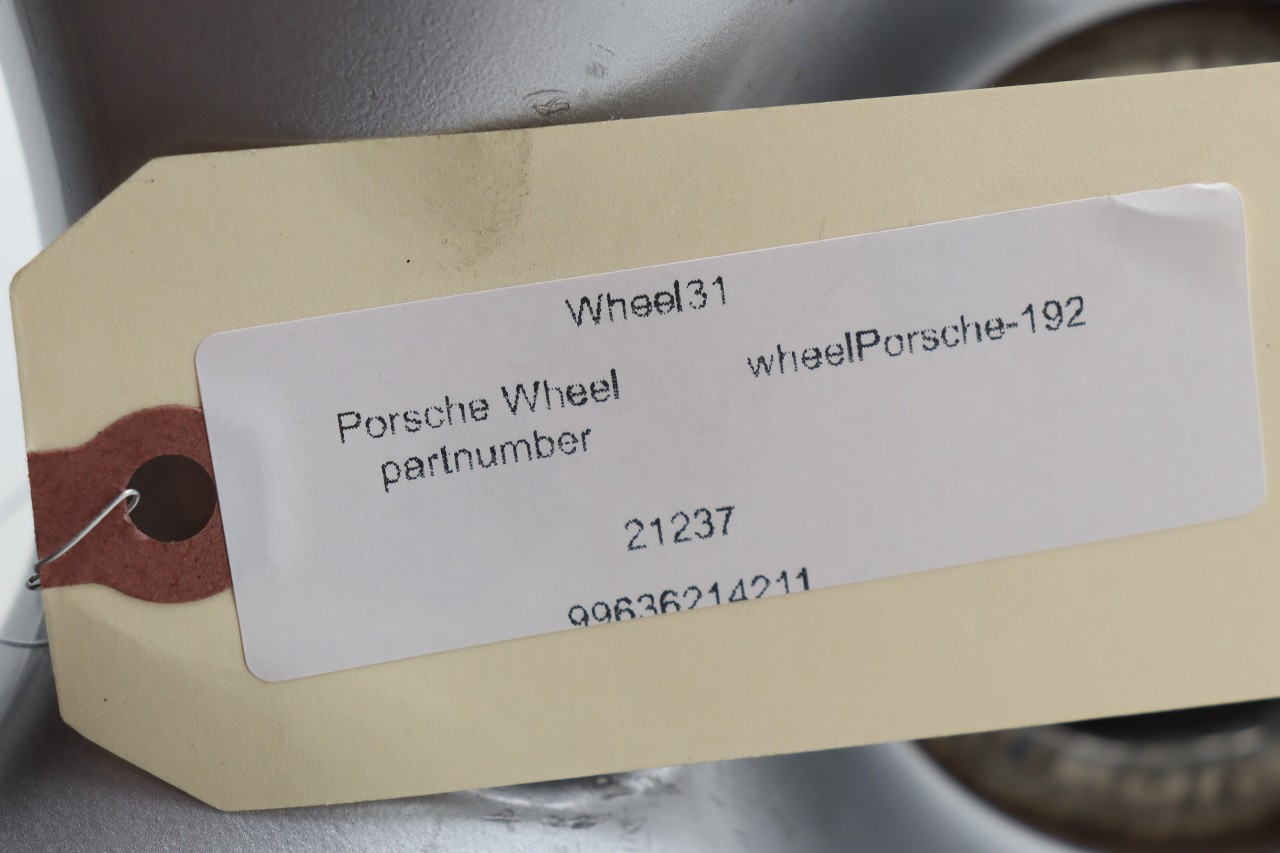 Wheel31
wheelPorsche-192
Porsche Wheel
partnumber
21237
99636214211